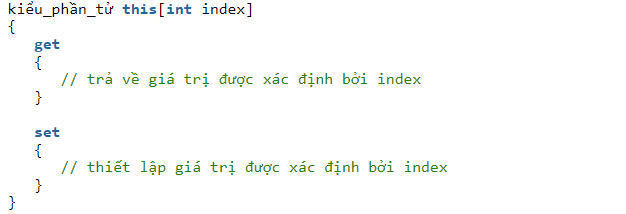 kiểu_phần_tử this[int index]
{
get
{
// trả về giá trị được xác định bởi index
}
set
{
// thiết lập giá trị được xác định bởi index
}
}